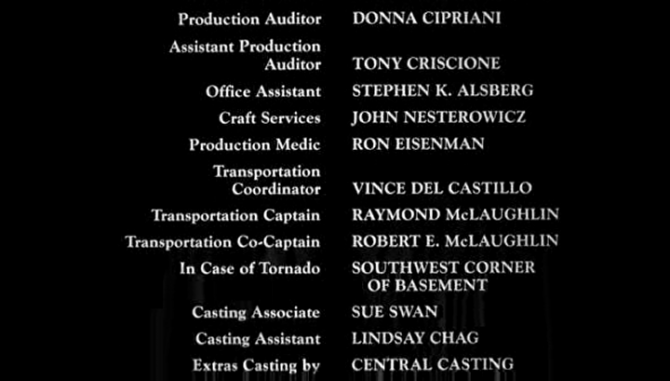 Production Auditor DONNA CIPRIANI
Assistant Production
Auditor TONY CRISCIONE
Office Assistant STEPHEN K. ALSBERG
Craft Services JOHN NESTEROWICZ
Production Medic RON EISENMAN
Transportation
Coordinator VINCE DEL CASTILLO
Transportation Captain RAYMOND McLAUGHLIN
Transportation Co-Captain ROBERT E. McLAUGHLIN
In Case of Tornado SOUTHWEST CORNER
OF BASEMENT
Casting Associate SUE SWAN
Casting Assistant LINDSAY CHAG
Extras Casting by CENTRAL CASTING